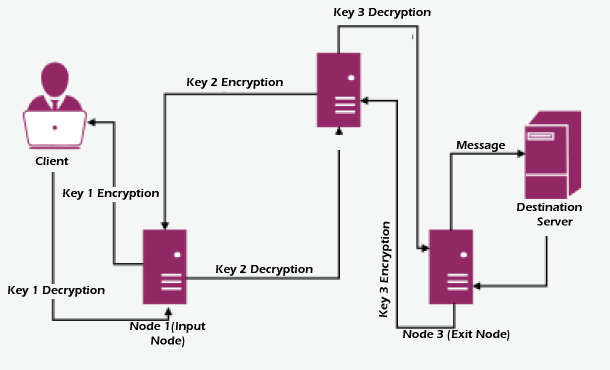 Key 3 Decryption
Key 2 Encryption
Message
Client
Key 1 Encryption
Destination
Server
Key 3 Encryption
Key 2 Decryption
Key 1 Decryption
Node 1(Input
Node)
Node 3 (Exit Node)